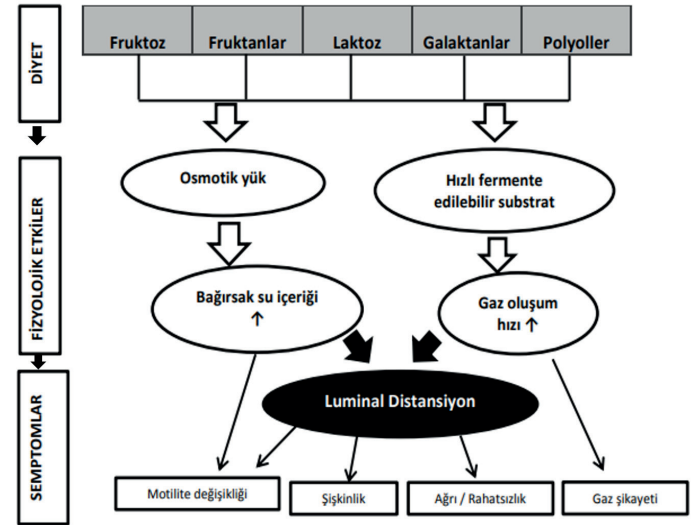 DİYET
Fruktoz
Fruktanlar
Laktoz
Galaktanlar
Polyoller
FİZYOLOJİK ETKİLER
Osmotik yük
Hızlı fermente
edilebilir substrat
Bağırsak su içeriği
↑
Gaz oluşum
hızı ↑
SEMPTOMLAR
Luminal Distansiyon
Motilite değişikliği
Şişkinlik
Ağrı / Rahatsızlık
Gaz şikayeti